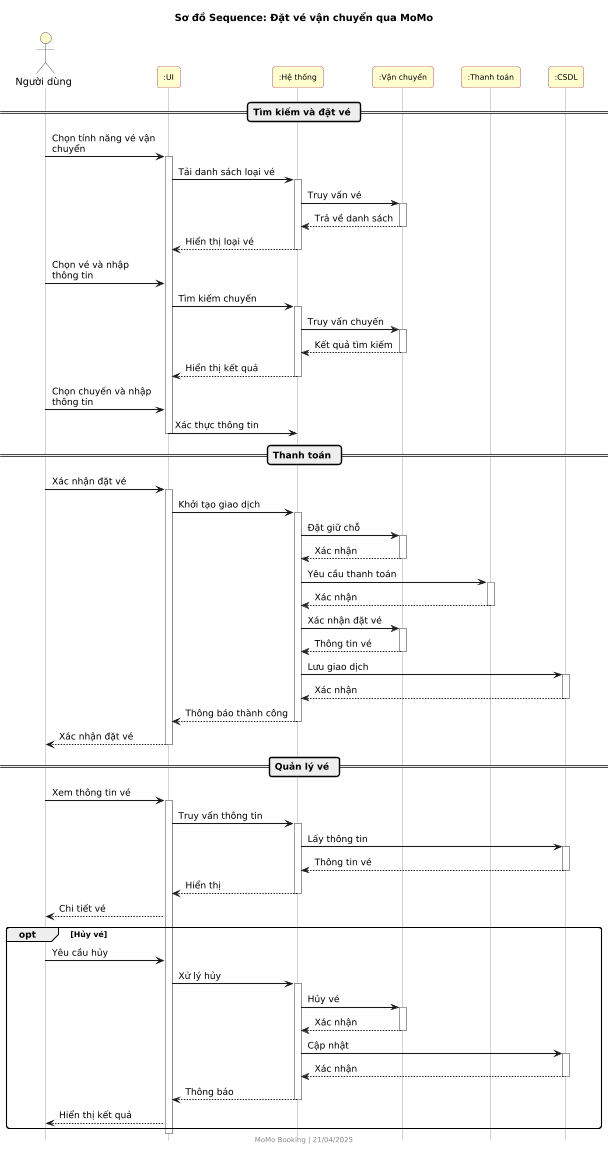 Sơ đồ Sequence: Đặt vé vận chuyển qua MoMo
Người dùng
:UI
:Hệ thống
:Vận chuyển
:Thanh toán
:CSDL
Tìm kiếm và đặt vé
Chọn tính năng vé vận
chuyển
Tải danh sách loại vé
Truy vấn vé
Trả về danh sách
Hiển thị loại vé
Chọn vé và nhập
thông tin
Tìm kiếm chuyến
Truy vấn chuyến
Kết quả tìm kiếm
Hiển thị kết quả
Chọn chuyến và nhập
thông tin
Xác thực thông tin
Thanh toán
Xác nhận đặt vé
Khởi tạo giao dịch
Đặt giữ chỗ
Xác nhận
Yêu cầu thanh toán
Xác nhận
Xác nhận đặt vé
Thông tin vé
Lưu giao dịch
Xác nhận
Thông báo thành công
Xác nhận đặt vé
Quản lý vé
Xem thông tin vé
Truy vấn thông tin
Lấy thông tin
Thông tin vé
Hiển thị
Chi tiết vé
opt [Hủy vé]
Yêu cầu hủy
Xử lý hủy
Hủy vé
Xác nhận
Cập nhật
Xác nhận
Thông báo
Hiển thị kết quả
MoMo Booking | 21/04/2025